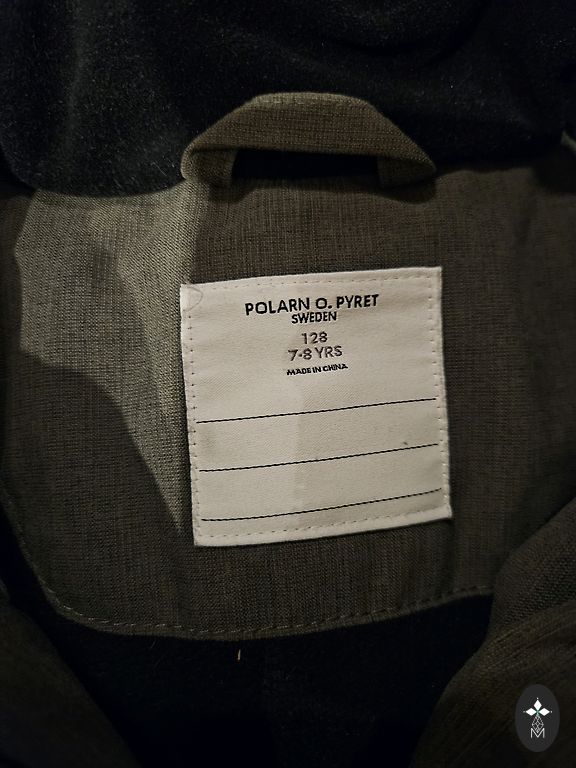 POLARN O. PYRET
SWEDEN
128
7-8 YRS
MADE IN CHINA
M